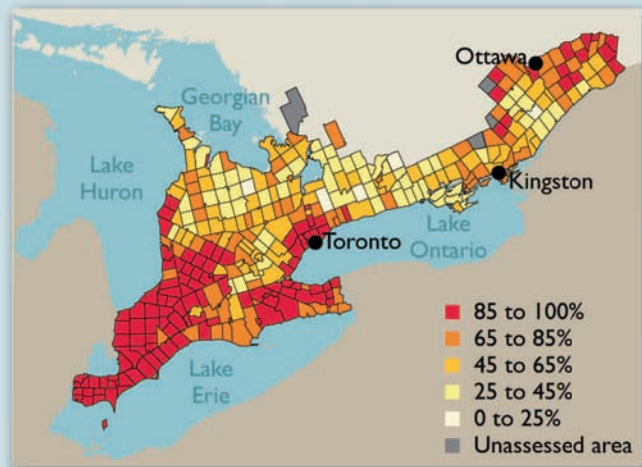 Ottawa
Georgian
Bay
Lake
Huron
Kingston
Lake
Ontario
Toronto
85 to 100%
65 to 85%
45 to 65%
25 to 45%
0 to 25%
Unassessed area
Lake
Erie